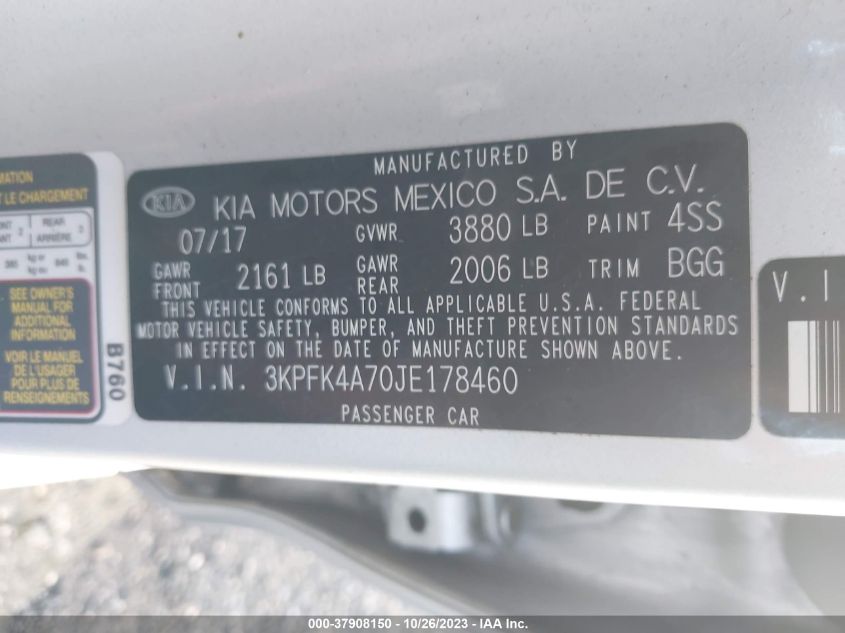 MANUFACTURED BY
KIA KIA MOTORS MEXICO S.A. DE C.V.
07/17 GVWR 3880 LB PAINT 4SS
GAWR FRONT 2161 LB GAWR REAR 2006 LB TRIM BGG
THIS VEHICLE CONFORMS TO ALL APPLICABLE U.S.A. FEDERAL
MOTOR VEHICLE SAFETY, BUMPER, AND THEFT PREVENTION STANDARDS
IN EFFECT ON THE DATE OF MANUFACTURE SHOWN ABOVE.
V.I.N. 3KPFK4A70JE178460
PASSENGER CAR
LE CHARGEMENT
REAR
ARRIÈRE
SEE OWNER'S
MANUAL FOR
ADDITIONAL
INFORMATION
VOIR LE MANUEL
DE L'USAGER
POUR PLUS DE
RENSEIGNEMENTS
B760
V.I
000-37908150 - 10/26/2023 - IAA Inc.